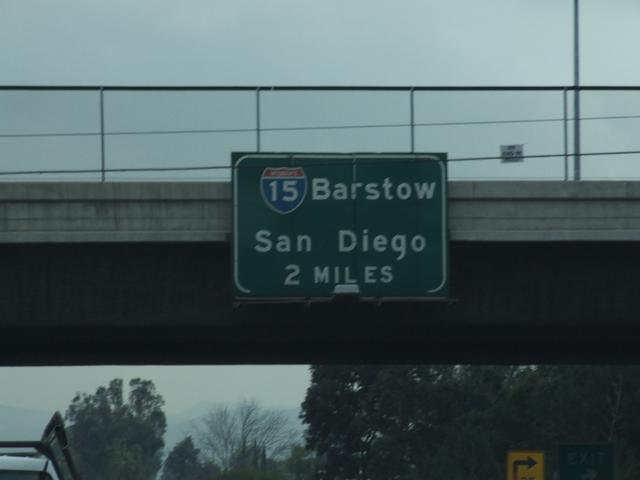 15 Barstow
San Diego
2 MILES
EXIT